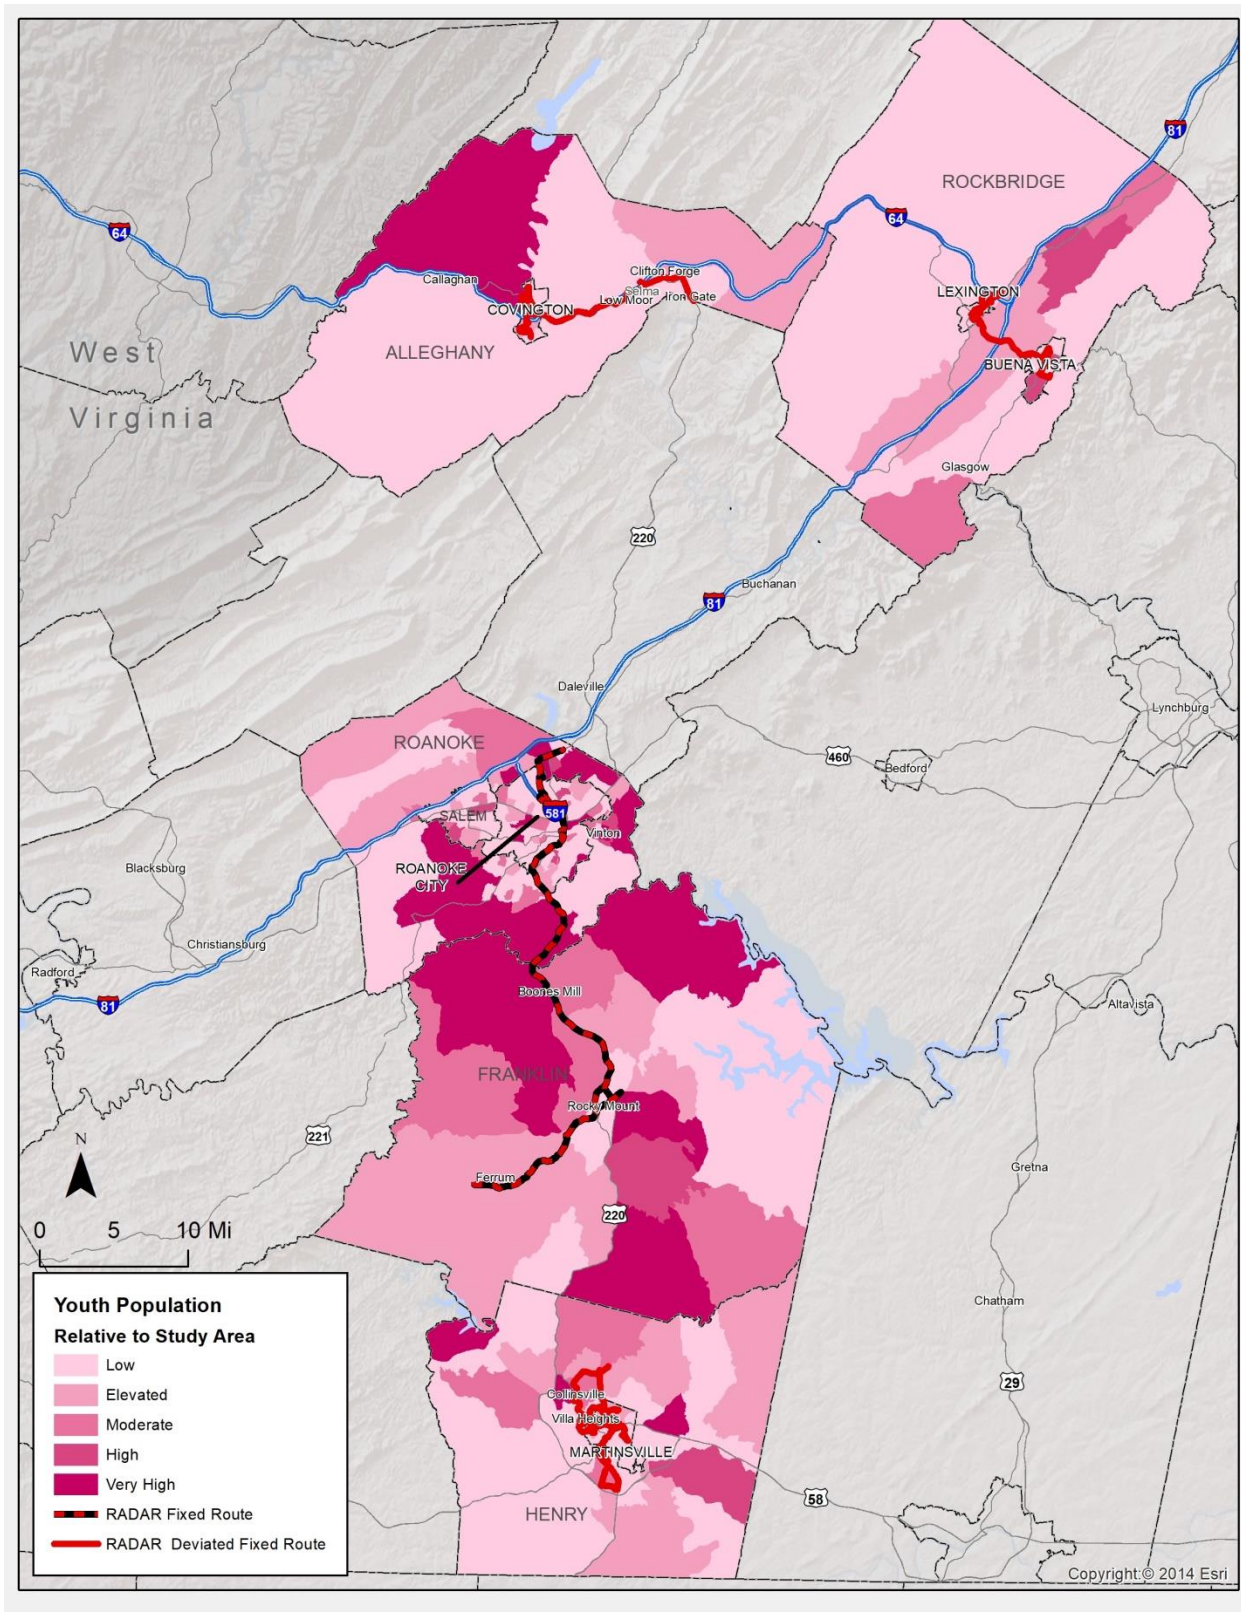 81
ROCKBRIDGE
64
64
Callaghan
Clifton Forge
Selma
Low Moor
Iron Gate
COVINGTON
LEXINGTON
West
Virginia
ALLEGHANY
BUENA VISTA
Glasgow
220
Buchanan
81
Daleville
Lynchburg
ROANOKE
460
Bedford
SALEM
581
Vinton
Blacksburg
ROANOKE
CITY
Christiansburg
Radford
81
Boones Mill
Altavista
FRANKLIN
Rocky Mount
221
N
Gretna
Ferrum
220
0 5 10 Mi
Chatham
Youth Population
Relative to Study Area
Low
Elevated
Moderate
High
Very High
RADAR Fixed Route
RADAR Deviated Fixed Route
29
Collinsville
Villa Heights
MARTINSVILLE
58
HENRY
Copyright:© 2014 Esri